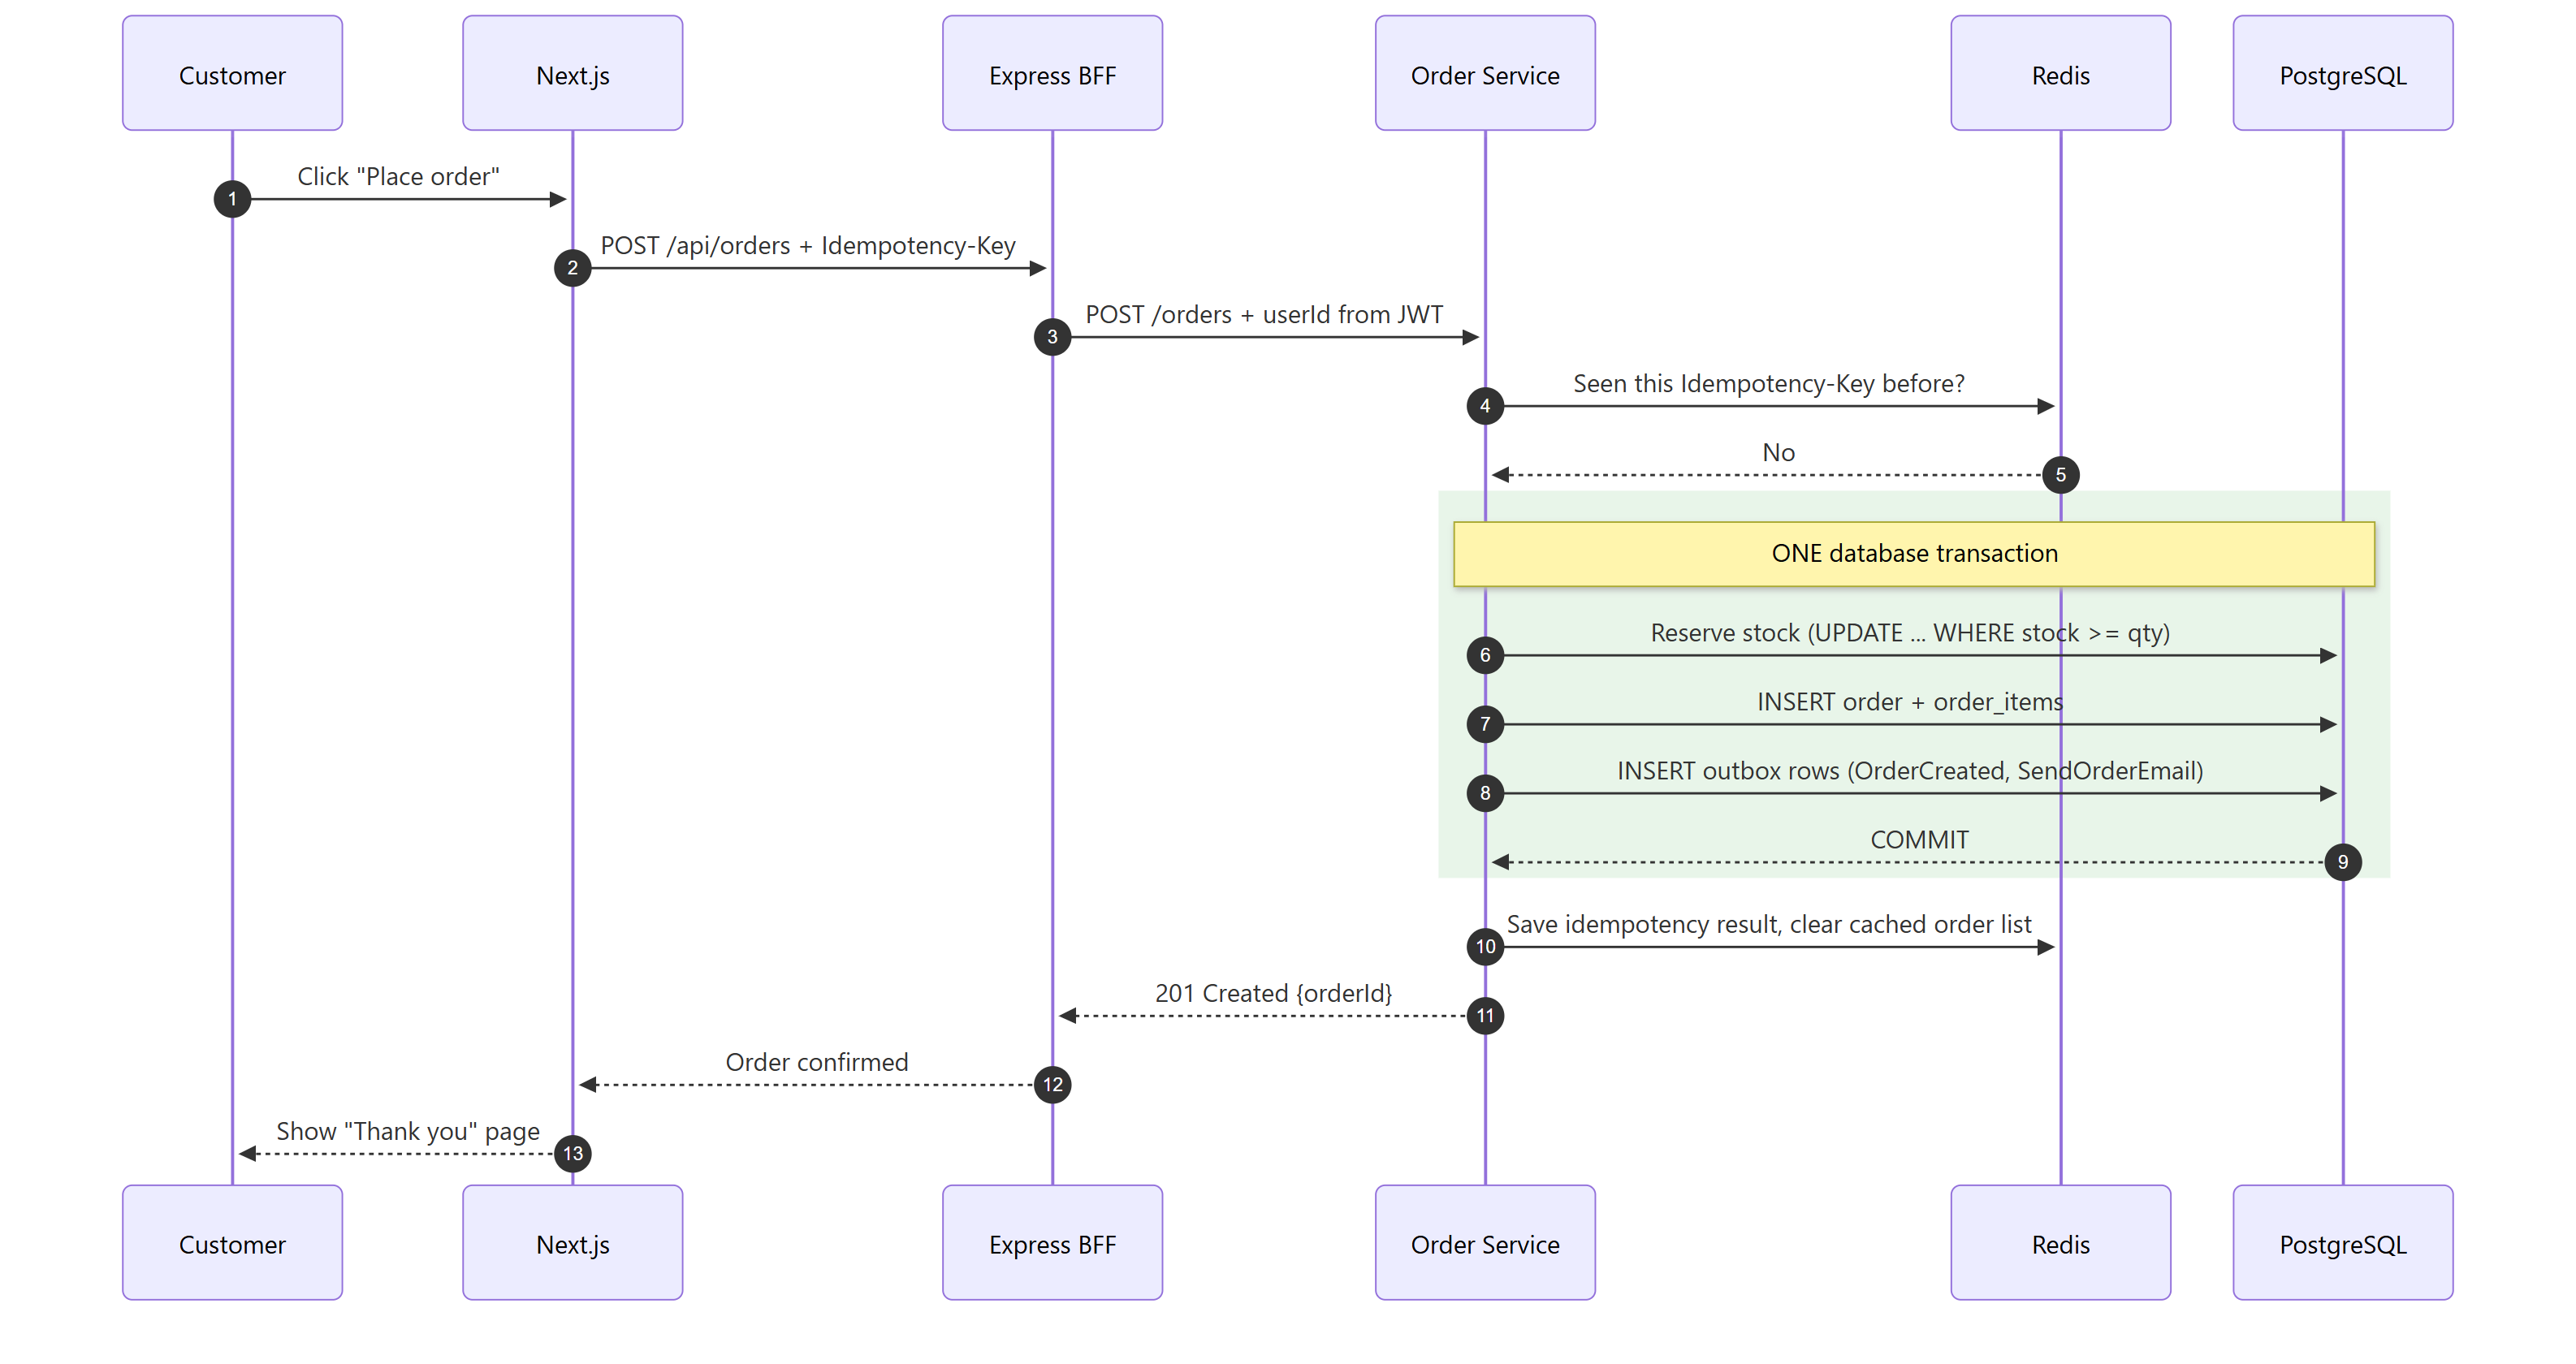 Customer
Next.js
Express BFF
Order Service
Redis
PostgreSQL
Click "Place order"
1
POST /api/orders + Idempotency-Key
2
POST /orders + userId from JWT
3
Seen this Idempotency-Key before?
4
No
5
ONE database transaction
Reserve stock (UPDATE ... WHERE stock >= qty)
6
INSERT order + order_items
7
INSERT outbox rows (OrderCreated, SendOrderEmail)
8
COMMIT
9
Save idempotency result, clear cached order list
10
201 Created {orderId}
11
Order confirmed
12
Show "Thank you" page
13
Customer
Next.js
Express BFF
Order Service
Redis
PostgreSQL